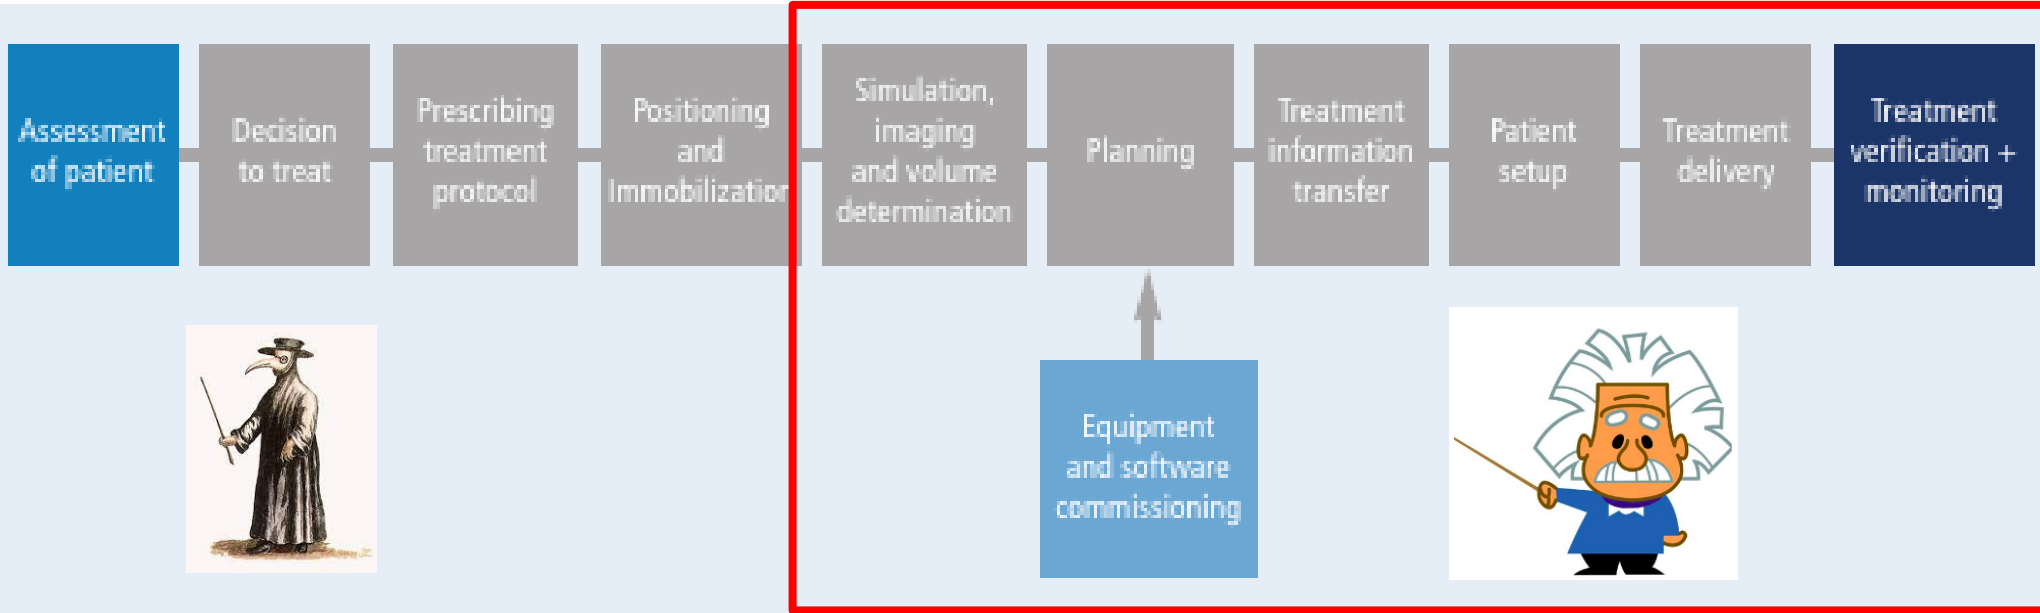 Assessment
of patient
Decision
to treat
Prescribing
treatment
protocol
Positioning
and
Immobilization
Simulation,
imaging
and volume
determination
Planning
Treatment
information
transfer
Patient
setup
Treatment
delivery
Treatment
verification +
monitoring
Equipment
and software
commissioning